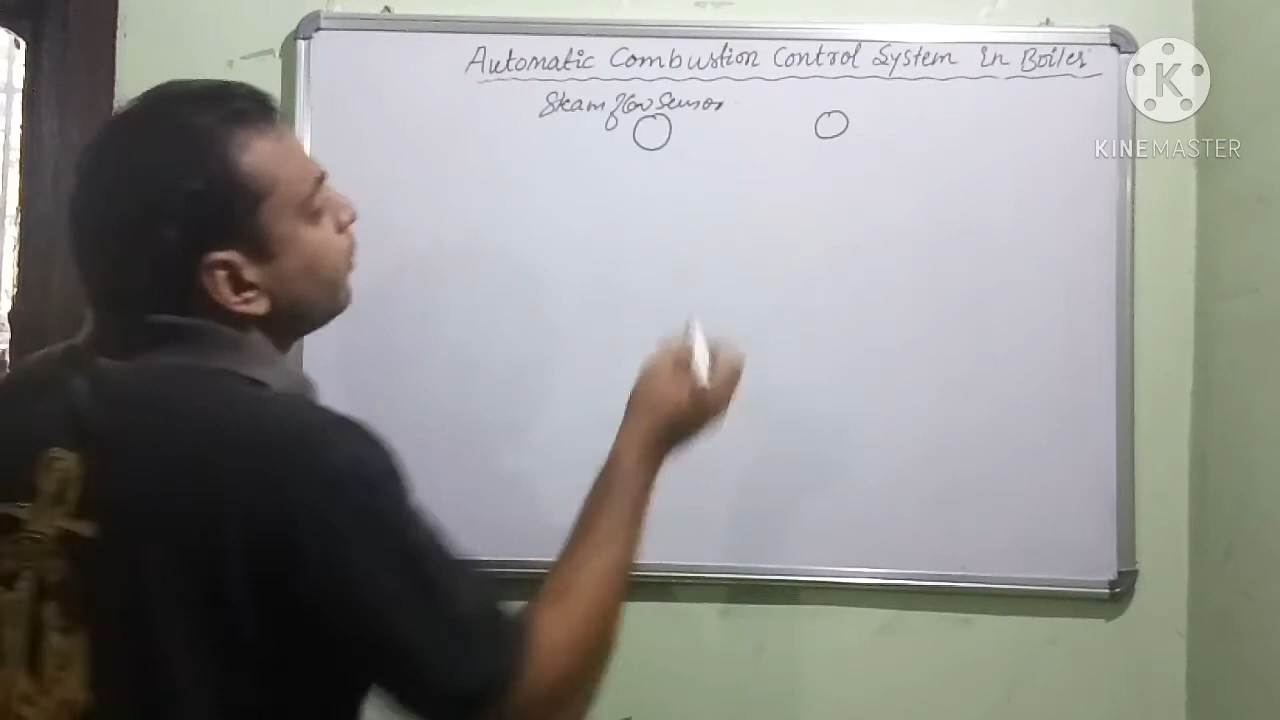 Automatic Combustion Control System in Boiler
Steam flow Sensor
K
KINEMASTER